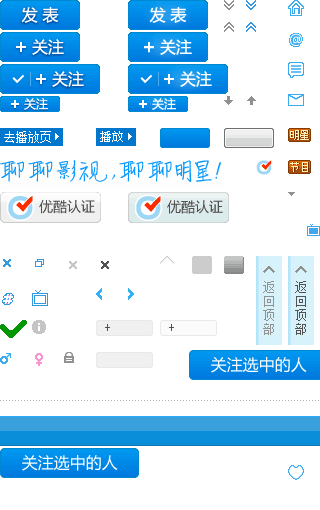 发 表
发 表
+ 关注
+ 关注
+ 关注
+ 关注
+ 关注
+ 关注
去播放页
播放
明星
聊聊影视,聊聊明星!
节目
优酷认证
优酷认证
返回顶部
返回顶部
+
+
关注选中的人
关注选中的人